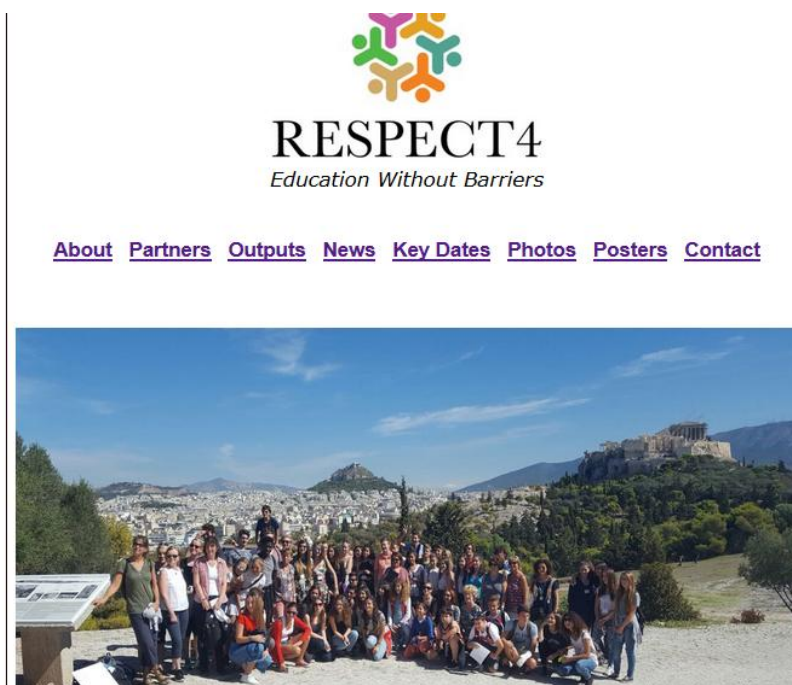 RESPECT4
Education Without Barriers
About Partners Outputs News Key Dates Photos Posters Contact